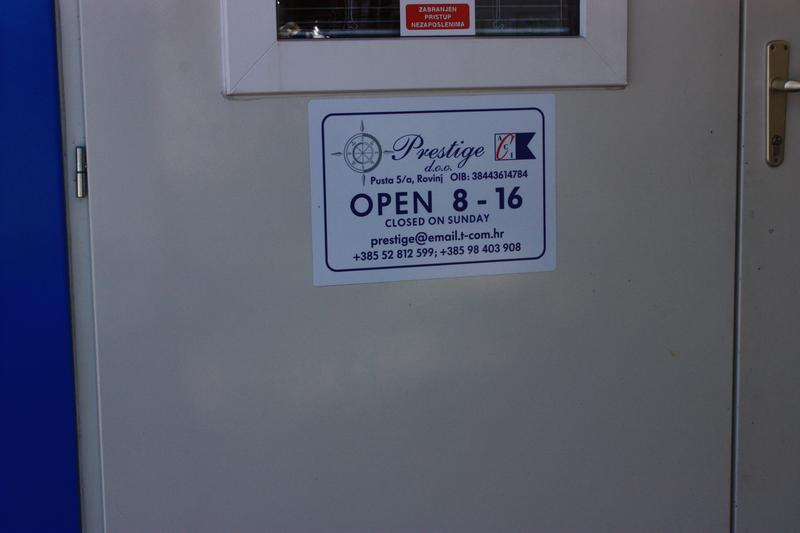 ZABRANJEN
PRISTUP
NEZAPOSLENIMA
Prestige
d.o.o.
ACI
Pusta 5/a, Rovinj OIB: 38443614784
OPEN 8 - 16
CLOSED ON SUNDAY
prestige@email.t-com.hr
+385 52 812 599; +385 98 403 908